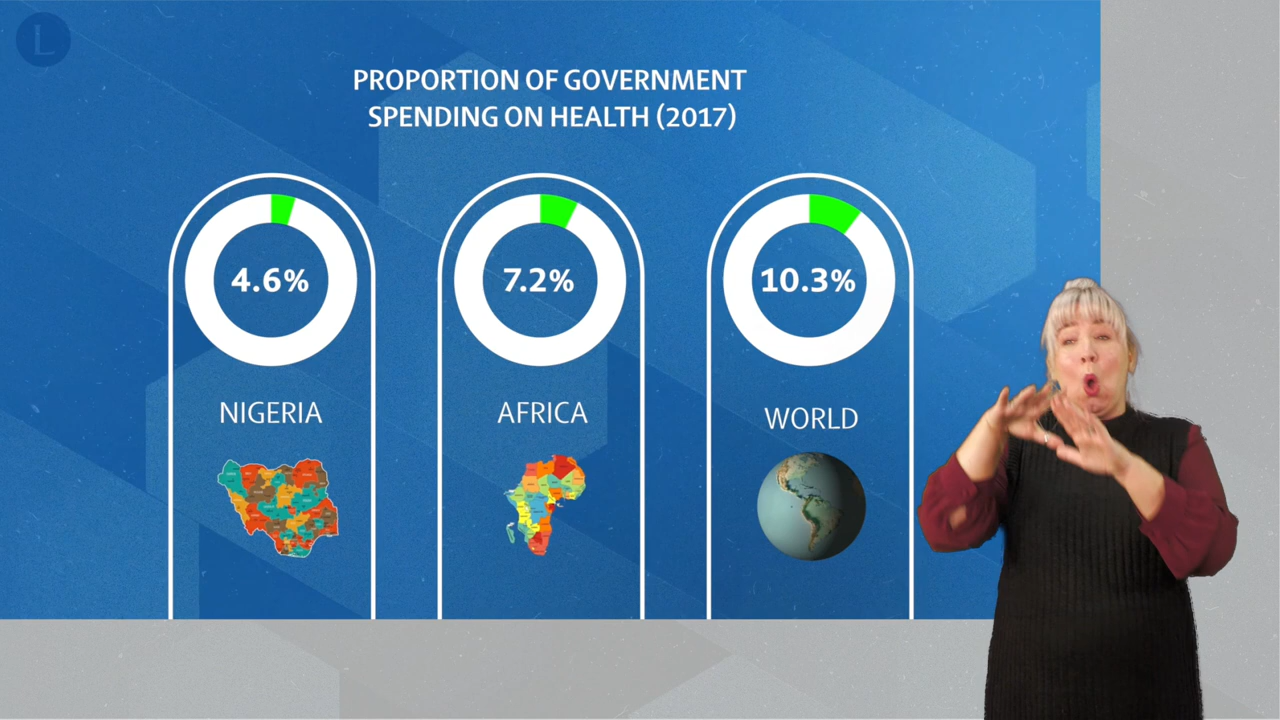 L
PROPORTION OF GOVERNMENT
SPENDING ON HEALTH (2017)
4.6%
7.2%
10.3%
NIGERIA
AFRICA
WORLD